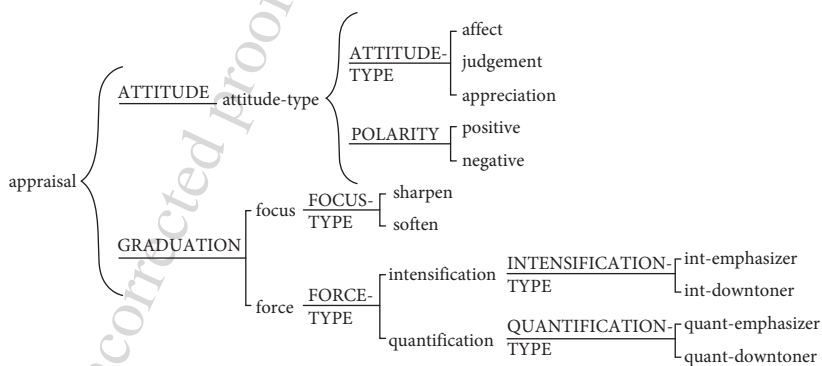 appraisal
ATTITUDE
attitude-type
ATTITUDE-
TYPE
affect
judgement
appreciation
POLARITY
positive
negative
GRADUATION
focus
FOCUS-
TYPE
sharpen
soften
force
FORCE-
TYPE
intensification
INTENSIFICATION-
TYPE
int-emphasizer
int-downtoner
quantification
QUANTIFICATION-
TYPE
quant-emphasizer
quant-downtoner